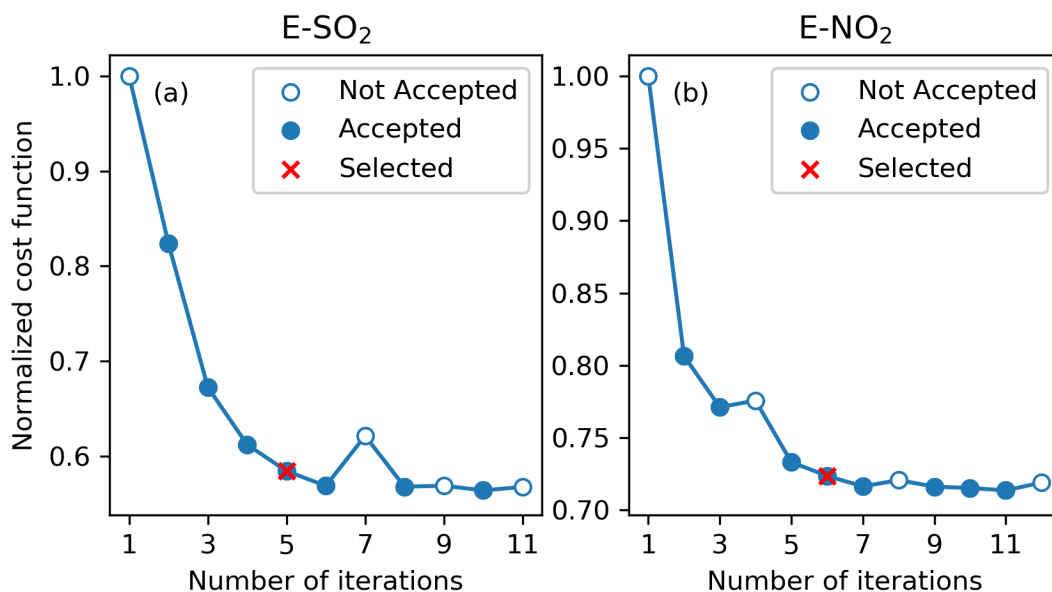 E-SO₂
(a)
Not Accepted
Accepted
Selected
1.0
0.9
0.8
0.7
0.6
Normalized cost function
1 3 5 7 9 11
Number of iterations
E-NO₂
(b)
Not Accepted
Accepted
Selected
1.00
0.95
0.90
0.85
0.80
0.75
0.70
1 3 5 7 9 11
Number of iterations